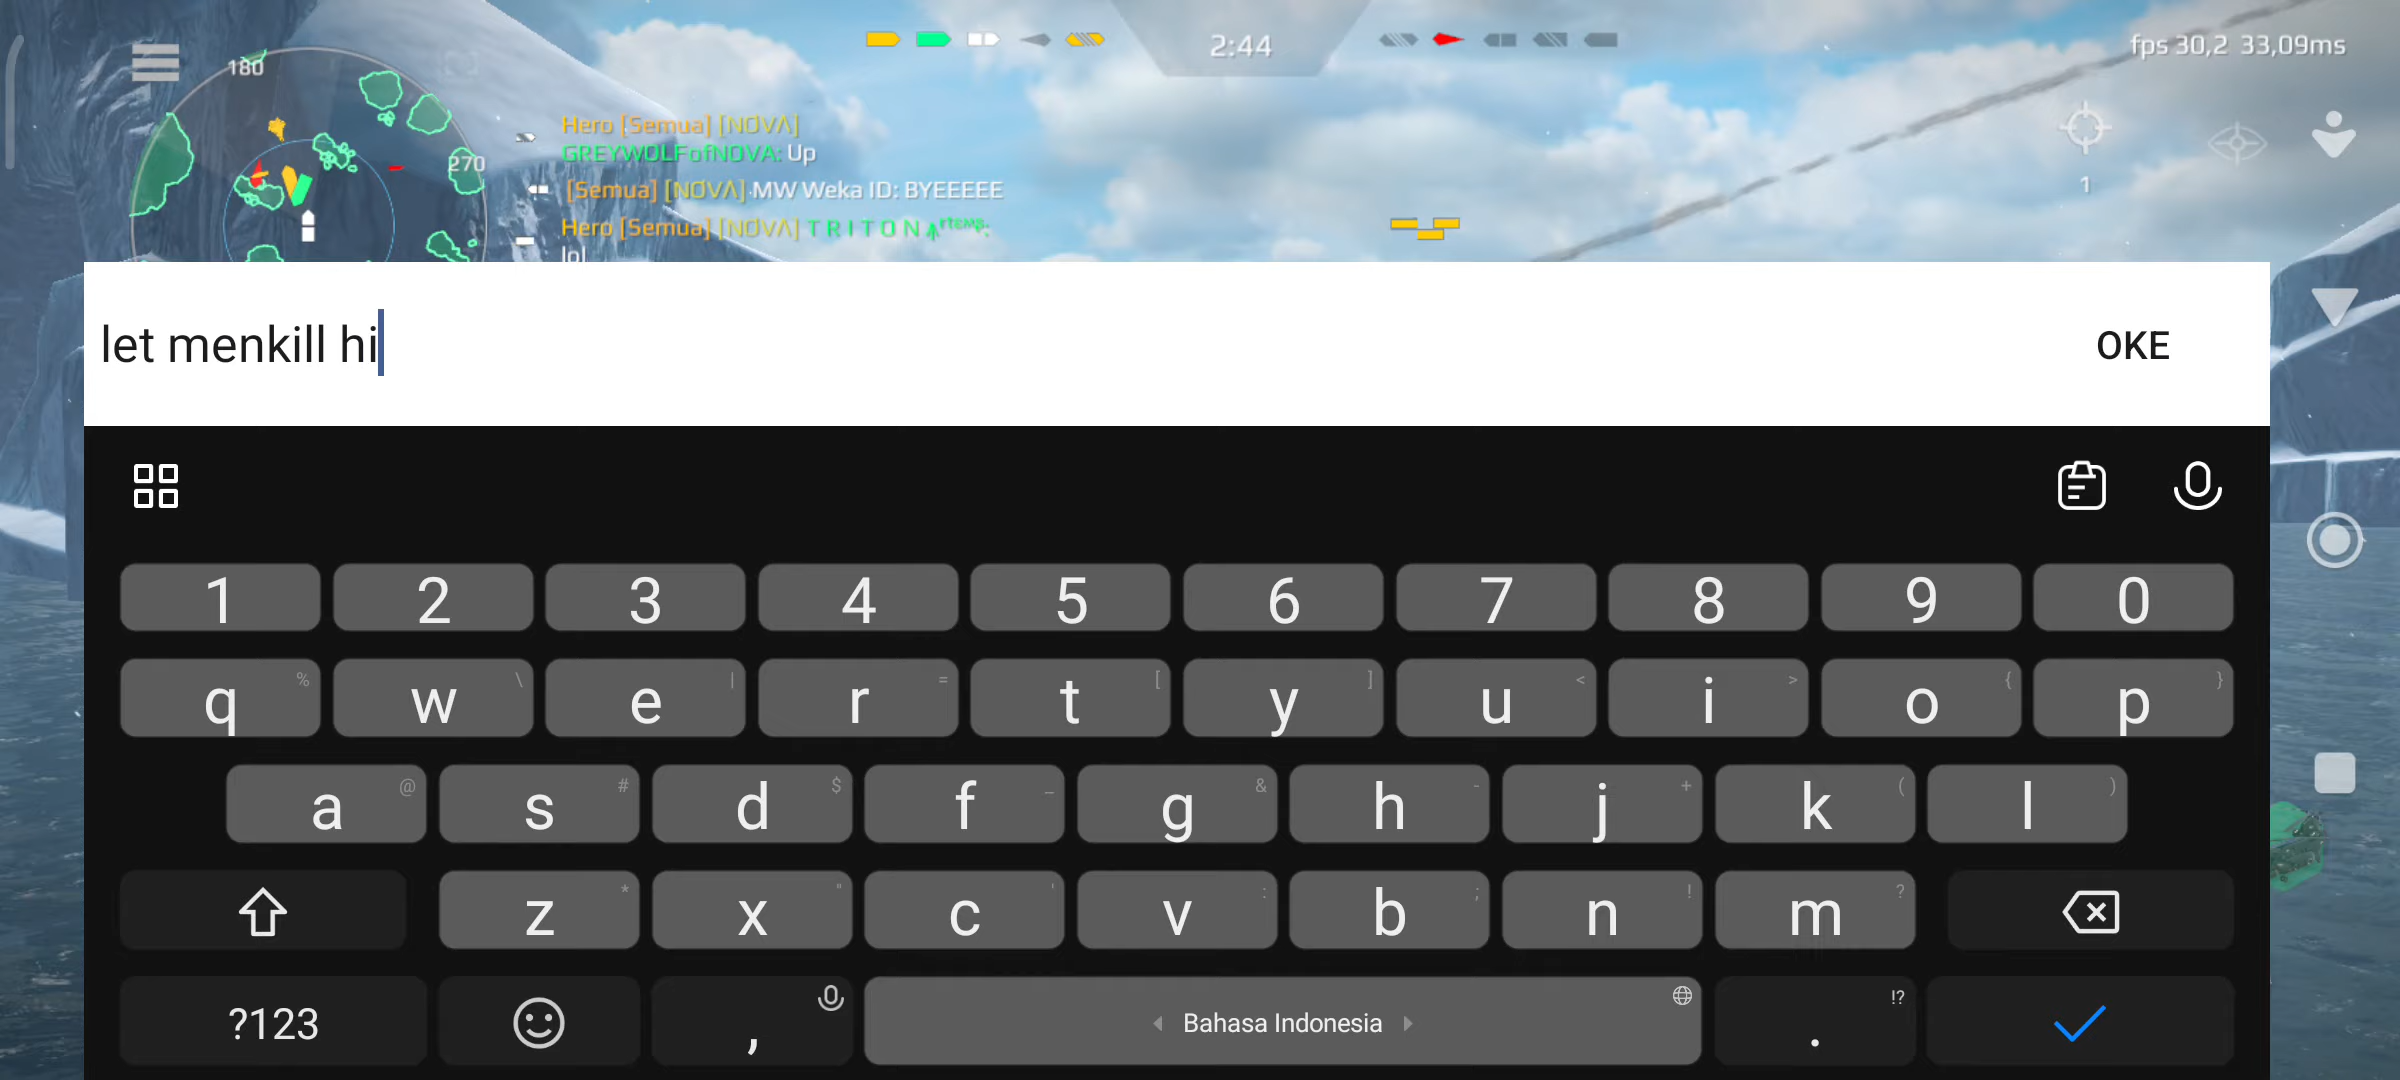 180
2:44
fps 30,2 33,09ms
270
Hero [Semua] [NOVA]
GREYWOLFofNOVA: Up
[Semua] [NOVA] MW Weka ID: BYEEEEE
Hero [Semua] [NOVA] T R I T O N
lol
1
let menkill hi
OKE
1 2 3 4 5 6 7 8 9 0
q % w \ e | r = t [ y ] u < i > o { p }
a @ s # d $ f _ g & h - j + k ( l )
z * x " c ' v : b ; n ! m ?
?123 , Bahasa Indonesia . !?